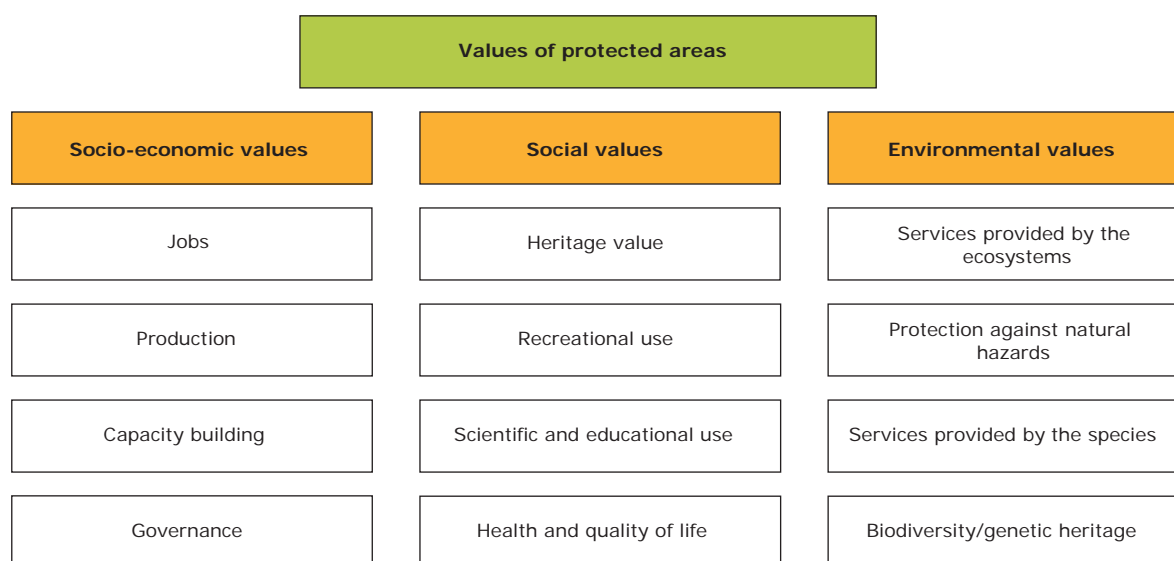 Values of protected areas
Socio-economic values
Social values
Environmental values
Jobs
Heritage value
Services provided by the
ecosystems
Production
Recreational use
Protection against natural
hazards
Capacity building
Scientific and educational use
Services provided by the species
Governance
Health and quality of life
Biodiversity/genetic heritage